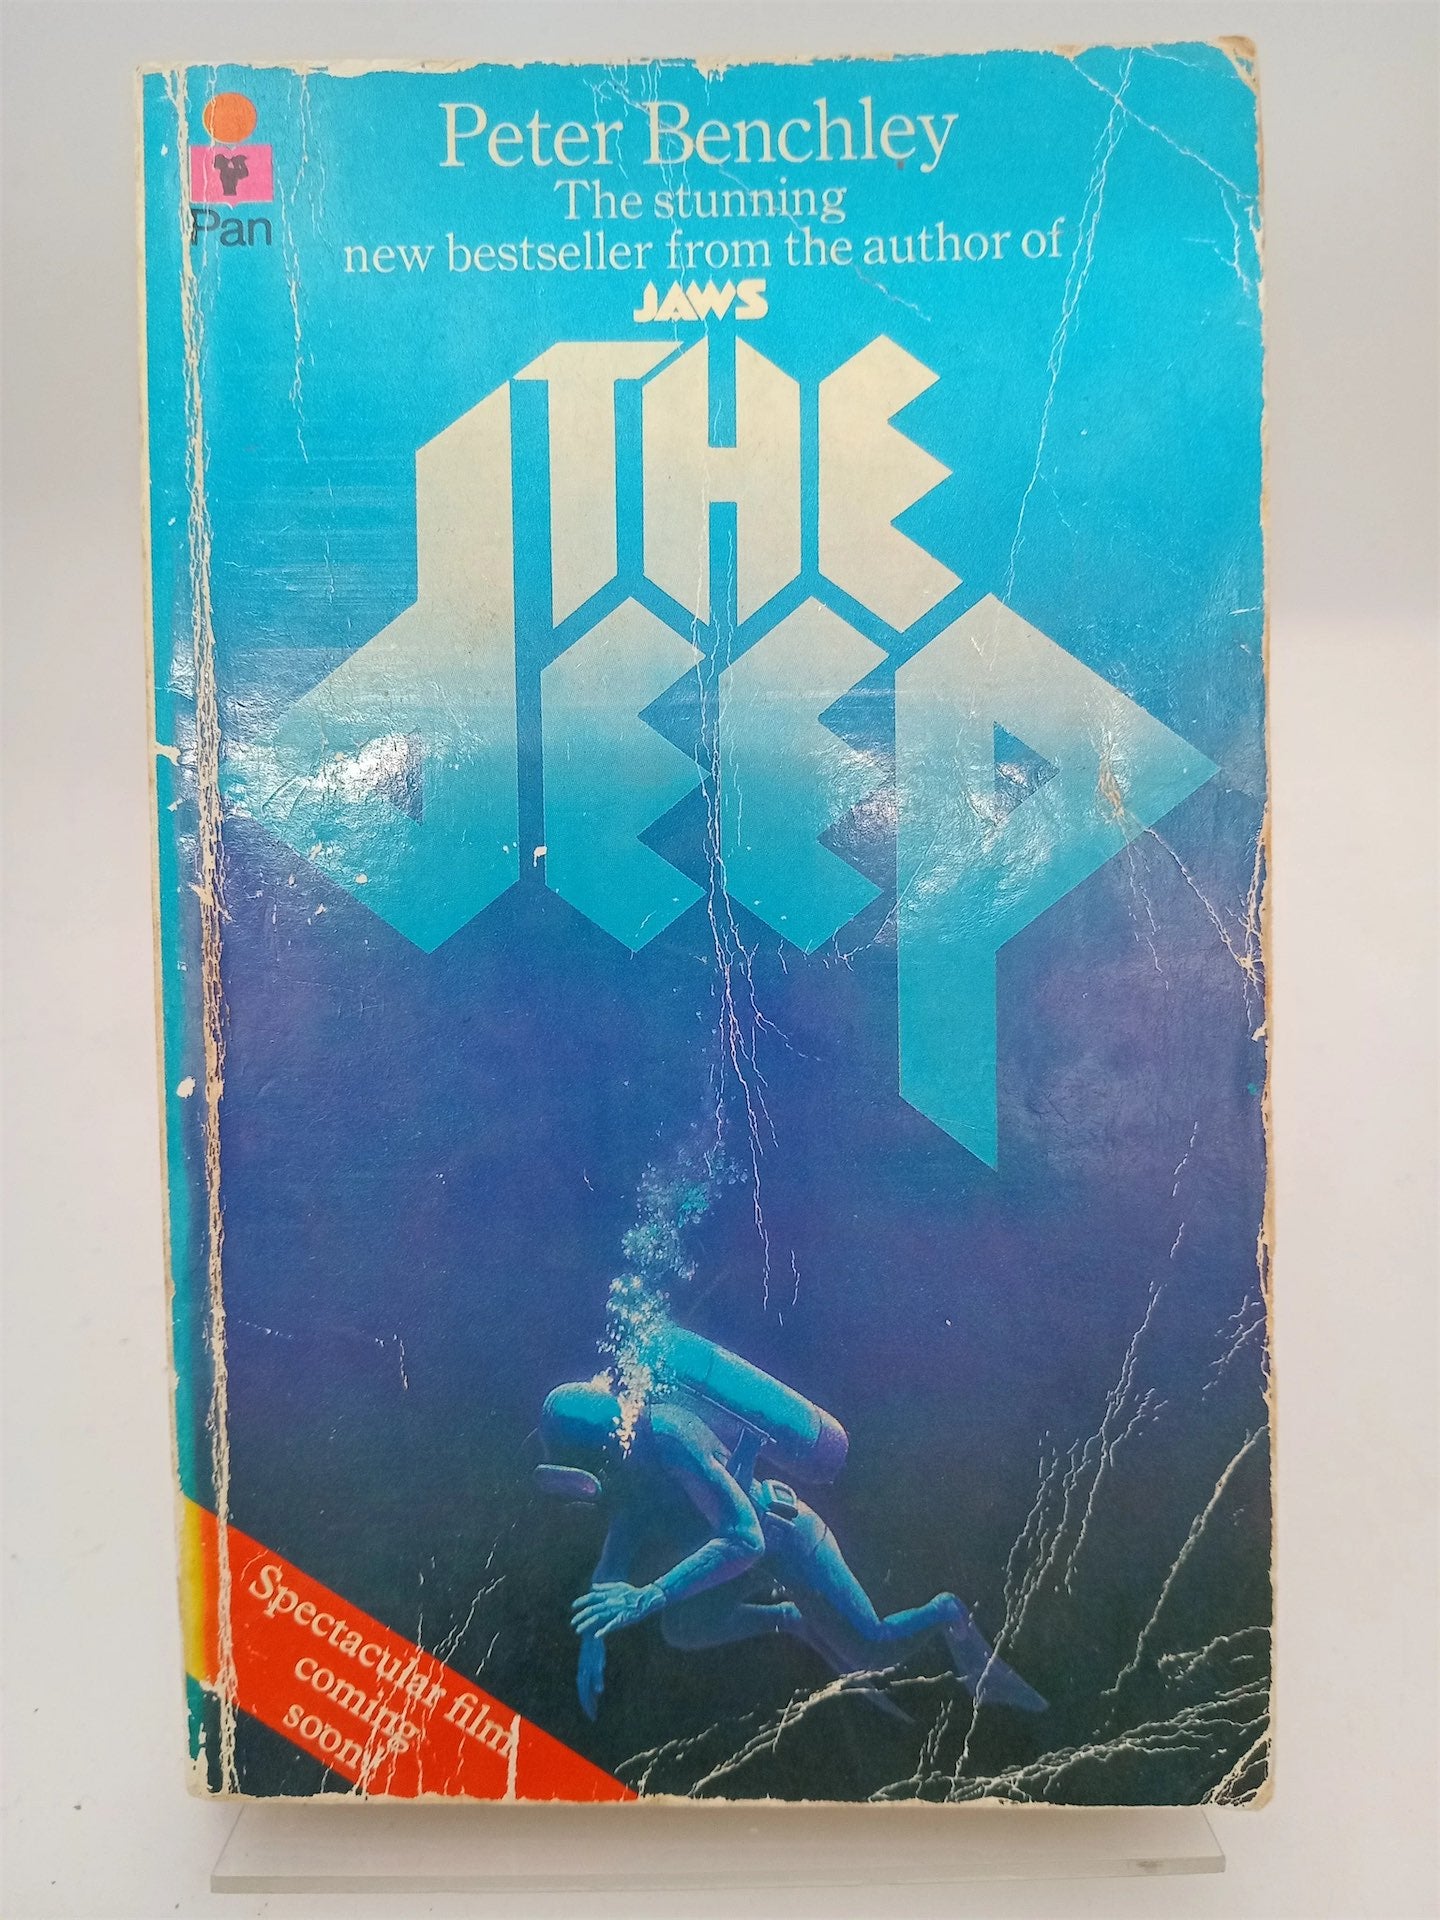 Pan
Peter Benchley
The stunning
new bestseller from the author of
JAWS
THE
DEEP
Spectacular film
coming
soon!